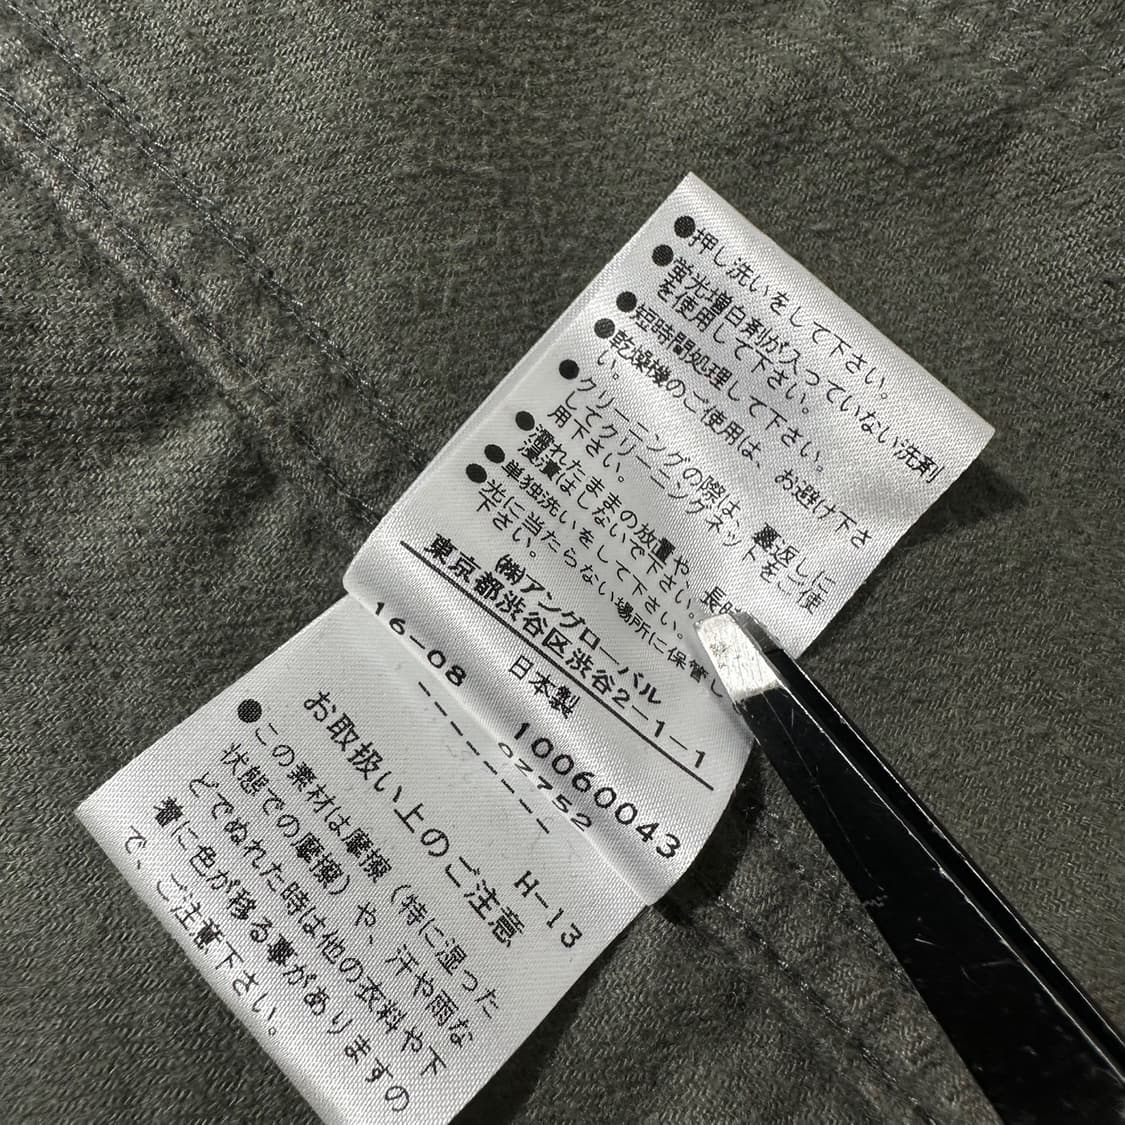 ●押し洗いをして下さい。
●蛍光増白剤が入っていない洗剤
を使用して下さい。
●短時間処理して下さい。
●乾燥機のご使用は、お避け下さ
い。
●クリーニングの際は、裏返しに
してクリーニングネットをご使
用下さい。
●濡れたままの放置や、長時
漬はしないで下さい。
●単独洗いをして下さい。
●光に当たらない場所に保管し
下さい。
㈱アングローバル
東京都渋谷区渋谷2-1-1
日本製
16-08 10060043
------- 02752
H-13
お取扱い上のご注意
●この素材は摩擦（特に湿った
状態での摩擦）や、汗や雨な
どでぬれた時は他の衣料や下
着に色が移る事がありますの
で、ご注意下さい。